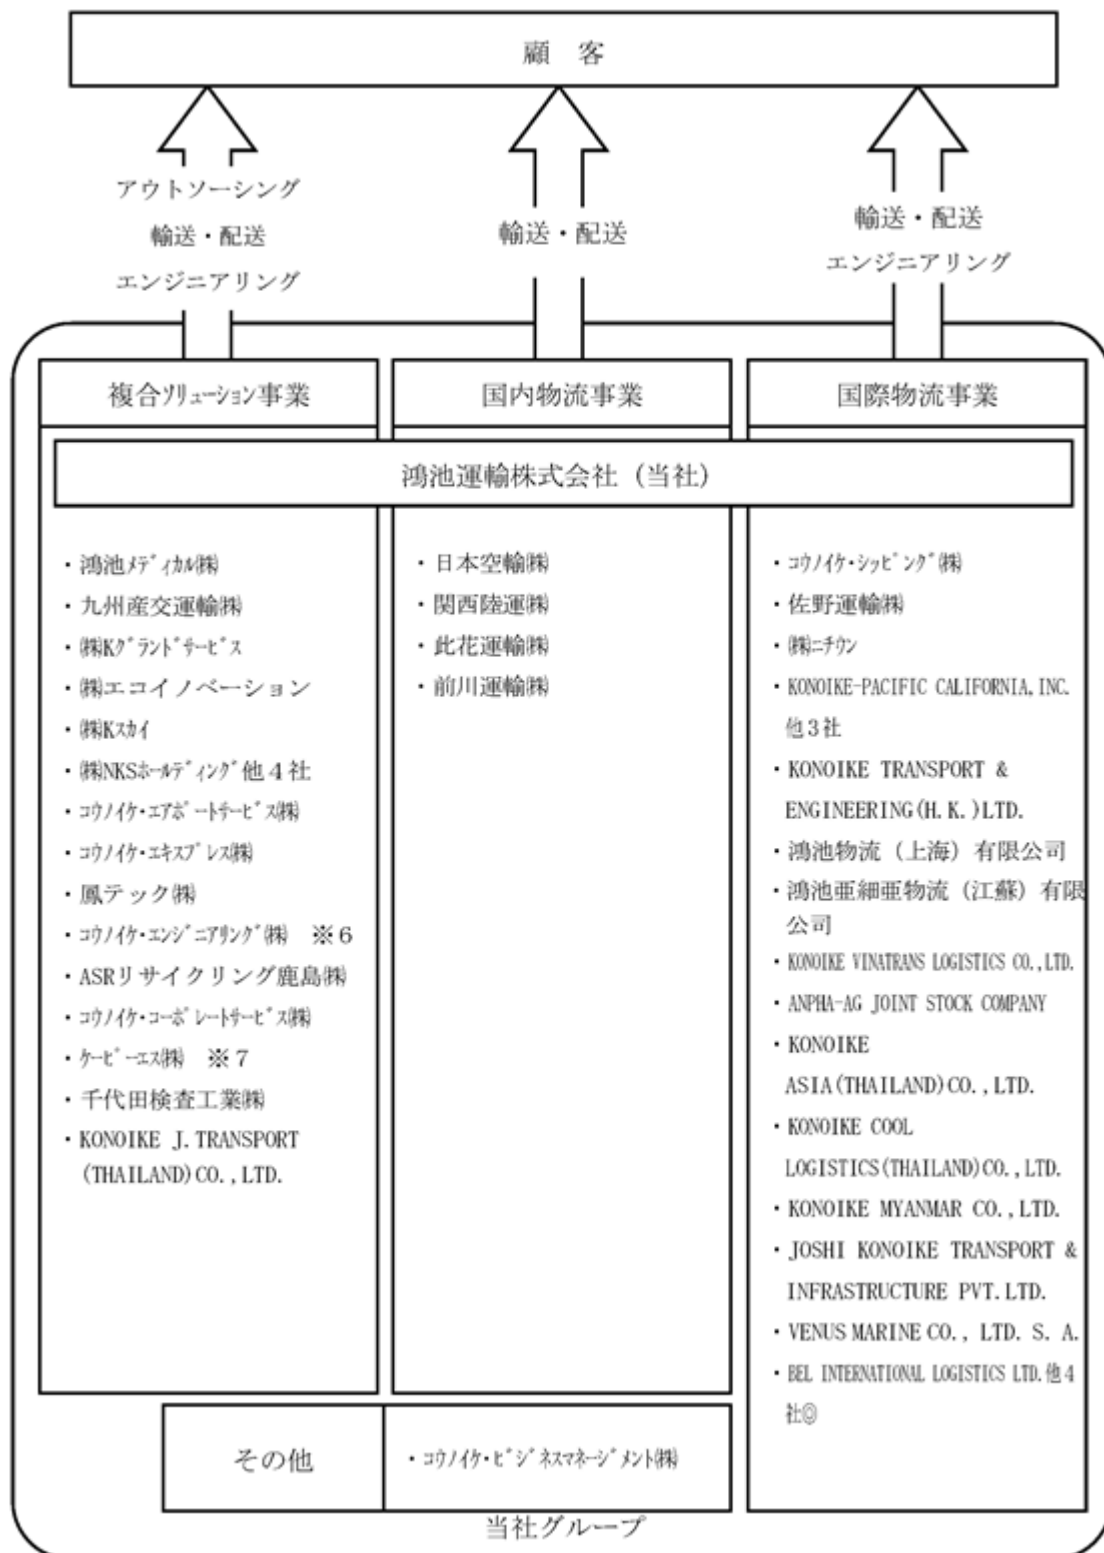 顧　客
アウトソーシング
輸送・配送
エンジニアリング
輸送・配送
輸送・配送
エンジニアリング
複合ｿﾘｭｰｼｮﾝ事業
国内物流事業
国際物流事業
鴻池運輸株式会社（当社）
・鴻池ﾒﾃﾞｨｶﾙ㈱
・九州産交運輸㈱
・㈱Kｸﾞﾗﾝﾄﾞｻｰﾋﾞｽ
・㈱エコイノベーション
・㈱Kｽｶｲ
・㈱NKSﾎｰﾙﾃﾞｨﾝｸﾞ他４社
・ｺｳﾉｲｹ・ｴｱﾎﾟｰﾄｻｰﾋﾞｽ㈱
・ｺｳﾉｲｹ・ｴｷｽﾌﾟﾚｽ㈱
・鳳テック㈱
・ｺｳﾉｲｹ・ｴﾝｼﾞﾆｱﾘﾝｸﾞ㈱　※６
・ASRリサイクリング鹿島㈱
・ｺｳﾉｲｹ・ｺｰﾎﾟﾚｰﾄｻｰﾋﾞｽ㈱
・ｹｰﾋﾞｰｴｽ㈱　※７
・千代田検査工業㈱
・KONOIKE J.TRANSPORT
(THAILAND)CO.,LTD.
・日本空輸㈱
・関西陸運㈱
・此花運輸㈱
・前川運輸㈱
・ｺｳﾉｲｹ・ｼｯﾋﾟﾝｸﾞ㈱
・佐野運輸㈱
・㈱ﾆﾁｳﾝ
・KONOIKE-PACIFIC CALIFORNIA,INC.
他３社
・KONOIKE TRANSPORT &
ENGINEERING(H.K.)LTD.
・鴻池物流（上海）有限公司
・鴻池亜細亜物流（江蘇）有限
公司
・KONOIKE VINATRANS LOGISTICS CO.,LTD.
・ANPHA-AG JOINT STOCK COMPANY
・KONOIKE
ASIA(THAILAND)CO.,LTD.
・KONOIKE COOL
LOGISTICS(THAILAND)CO.,LTD.
・KONOIKE MYANMAR CO.,LTD.
・JOSHI KONOIKE TRANSPORT &
INFRASTRUCTURE PVT.LTD.
・VENUS MARINE CO., LTD. S. A.
・BEL INTERNATIONAL LOGISTICS LTD.他４
社◎
その他
・ｺｳﾉｲｹ・ﾋﾞｼﾞﾈｽﾏﾈｰｼﾞﾒﾝﾄ㈱
当社グループ